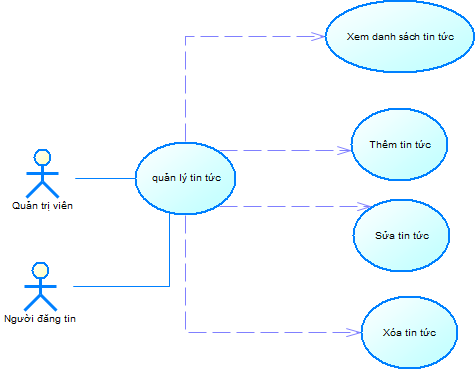 Xem danh sách tin tức
Thêm tin tức
quản lý tin tức
Quản trị viên
Sửa tin tức
Người đăng tin
Xóa tin tức